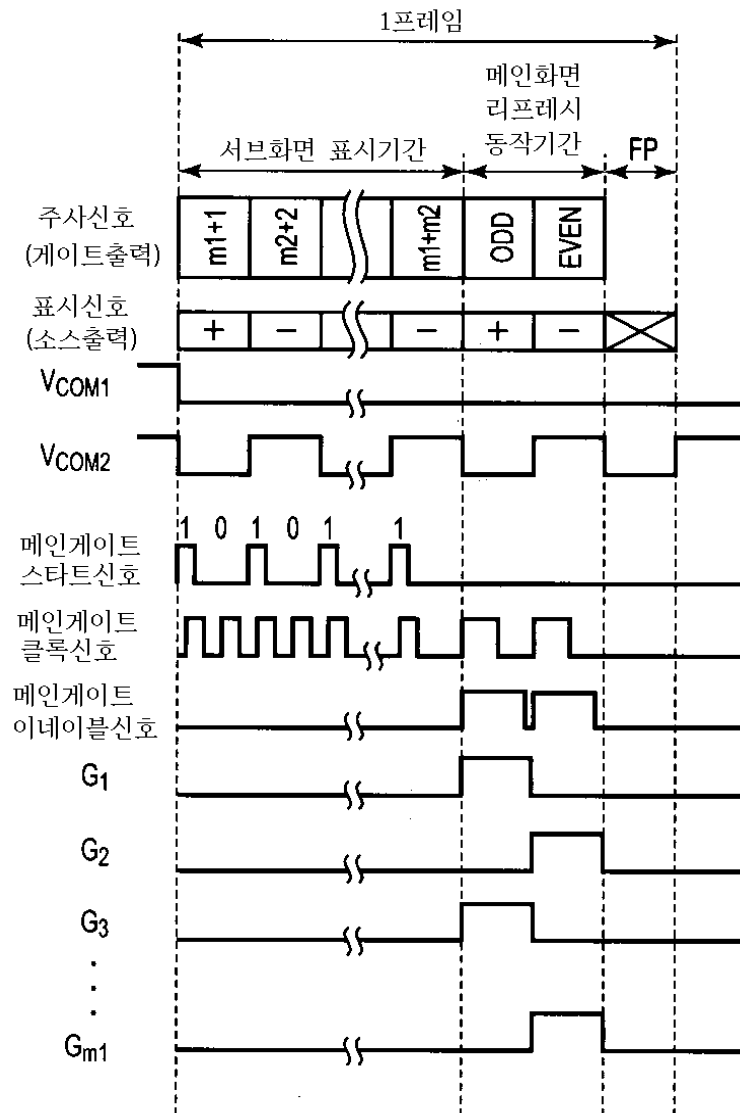 1프레임
메인화면
리프레시
동작기간
서브화면 표시기간
FP
주사신호
(게이트출력)
m1+1
m2+2
m1+m2
ODD
EVEN
표시신호
(소스출력)
+ − − + −
VCOM1
VCOM2
1 0 1 0 1 1
메인게이트
스타트신호
메인게이트
클록신호
메인게이트
이네이블신호
G1
G2
G3
Gm1